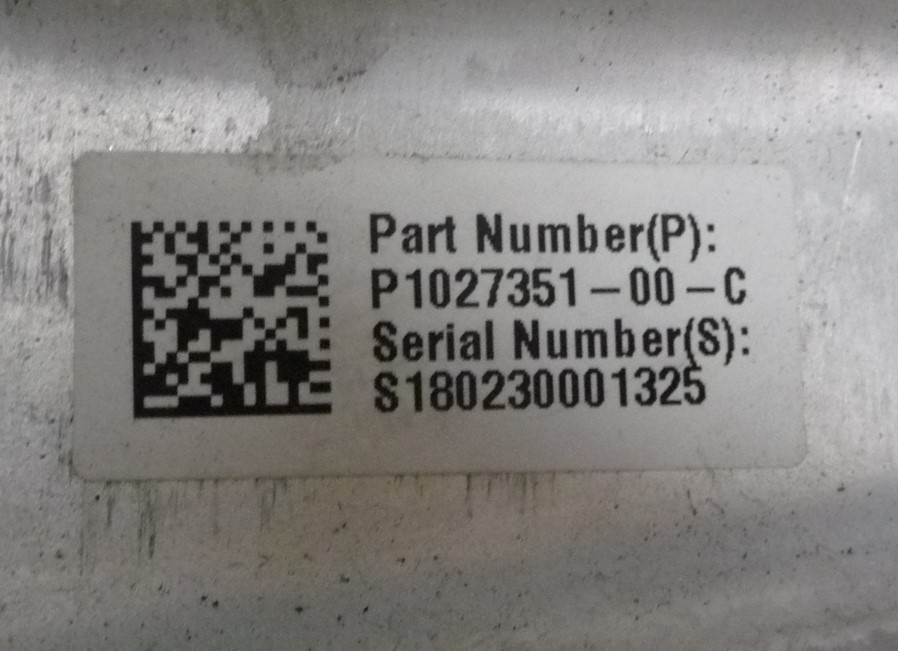 Part Number(P):
P1027351-00-C
Serial Number(S):
S180230001325